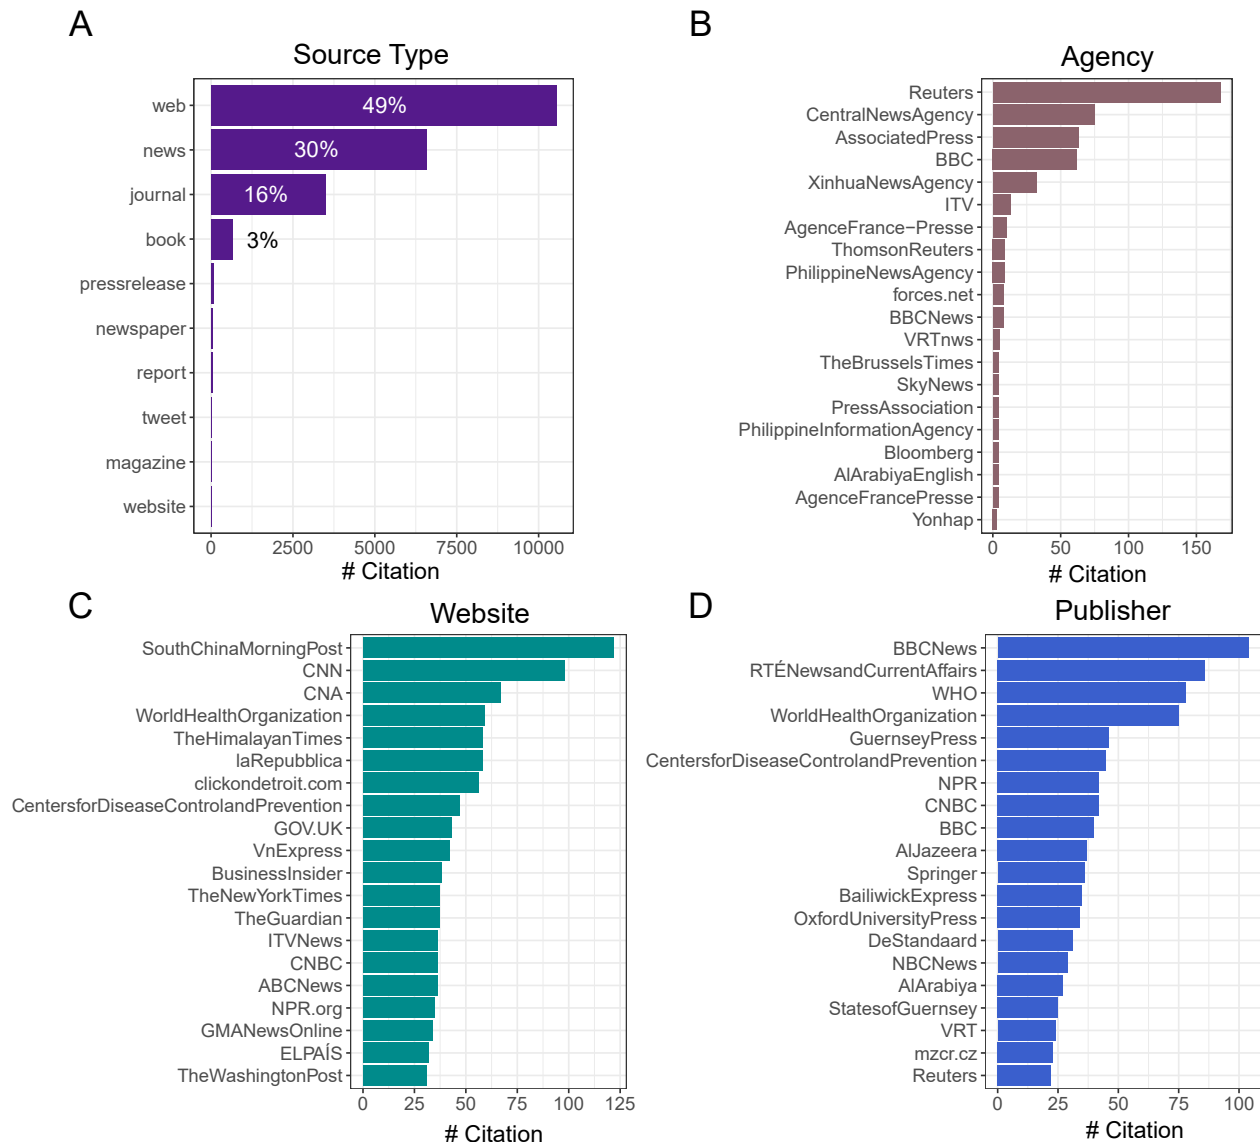 A
Source Type
web
49%
news
30%
journal
16%
book
3%
pressrelease
newspaper
report
tweet
magazine
website
0 2500 5000 7500 10000
# Citation
B
Agency
Reuters
CentralNewsAgency
AssociatedPress
BBC
XinhuaNewsAgency
ITV
AgenceFrance−Presse
ThomsonReuters
PhilippineNewsAgency
forces.net
BBCNews
VRTnws
TheBrusselsTimes
SkyNews
PressAssociation
PhilippineInformationAgency
Bloomberg
AlArabiyaEnglish
AgenceFrancePresse
Yonhap
0 50 100 150
# Citation
C
Website
SouthChinaMorningPost
CNN
CNA
WorldHealthOrganization
TheHimalayanTimes
laRepubblica
clickondetroit.com
CentersforDiseaseControlandPrevention
GOV.UK
VnExpress
BusinessInsider
TheNewYorkTimes
TheGuardian
ITVNews
CNBC
ABCNews
NPR.org
GMANewsOnline
ELPAÍS
TheWashingtonPost
0 25 50 75 100 125
# Citation
D
Publisher
BBCNews
RTÉNewsandCurrentAffairs
WHO
WorldHealthOrganization
GuernseyPress
CentersforDiseaseControlandPrevention
NPR
CNBC
BBC
AlJazeera
Springer
BailiwickExpress
OxfordUniversityPress
DeStandaard
NBCNews
AlArabiya
StatesofGuernsey
VRT
mzcr.cz
Reuters
0 25 50 75 100
# Citation